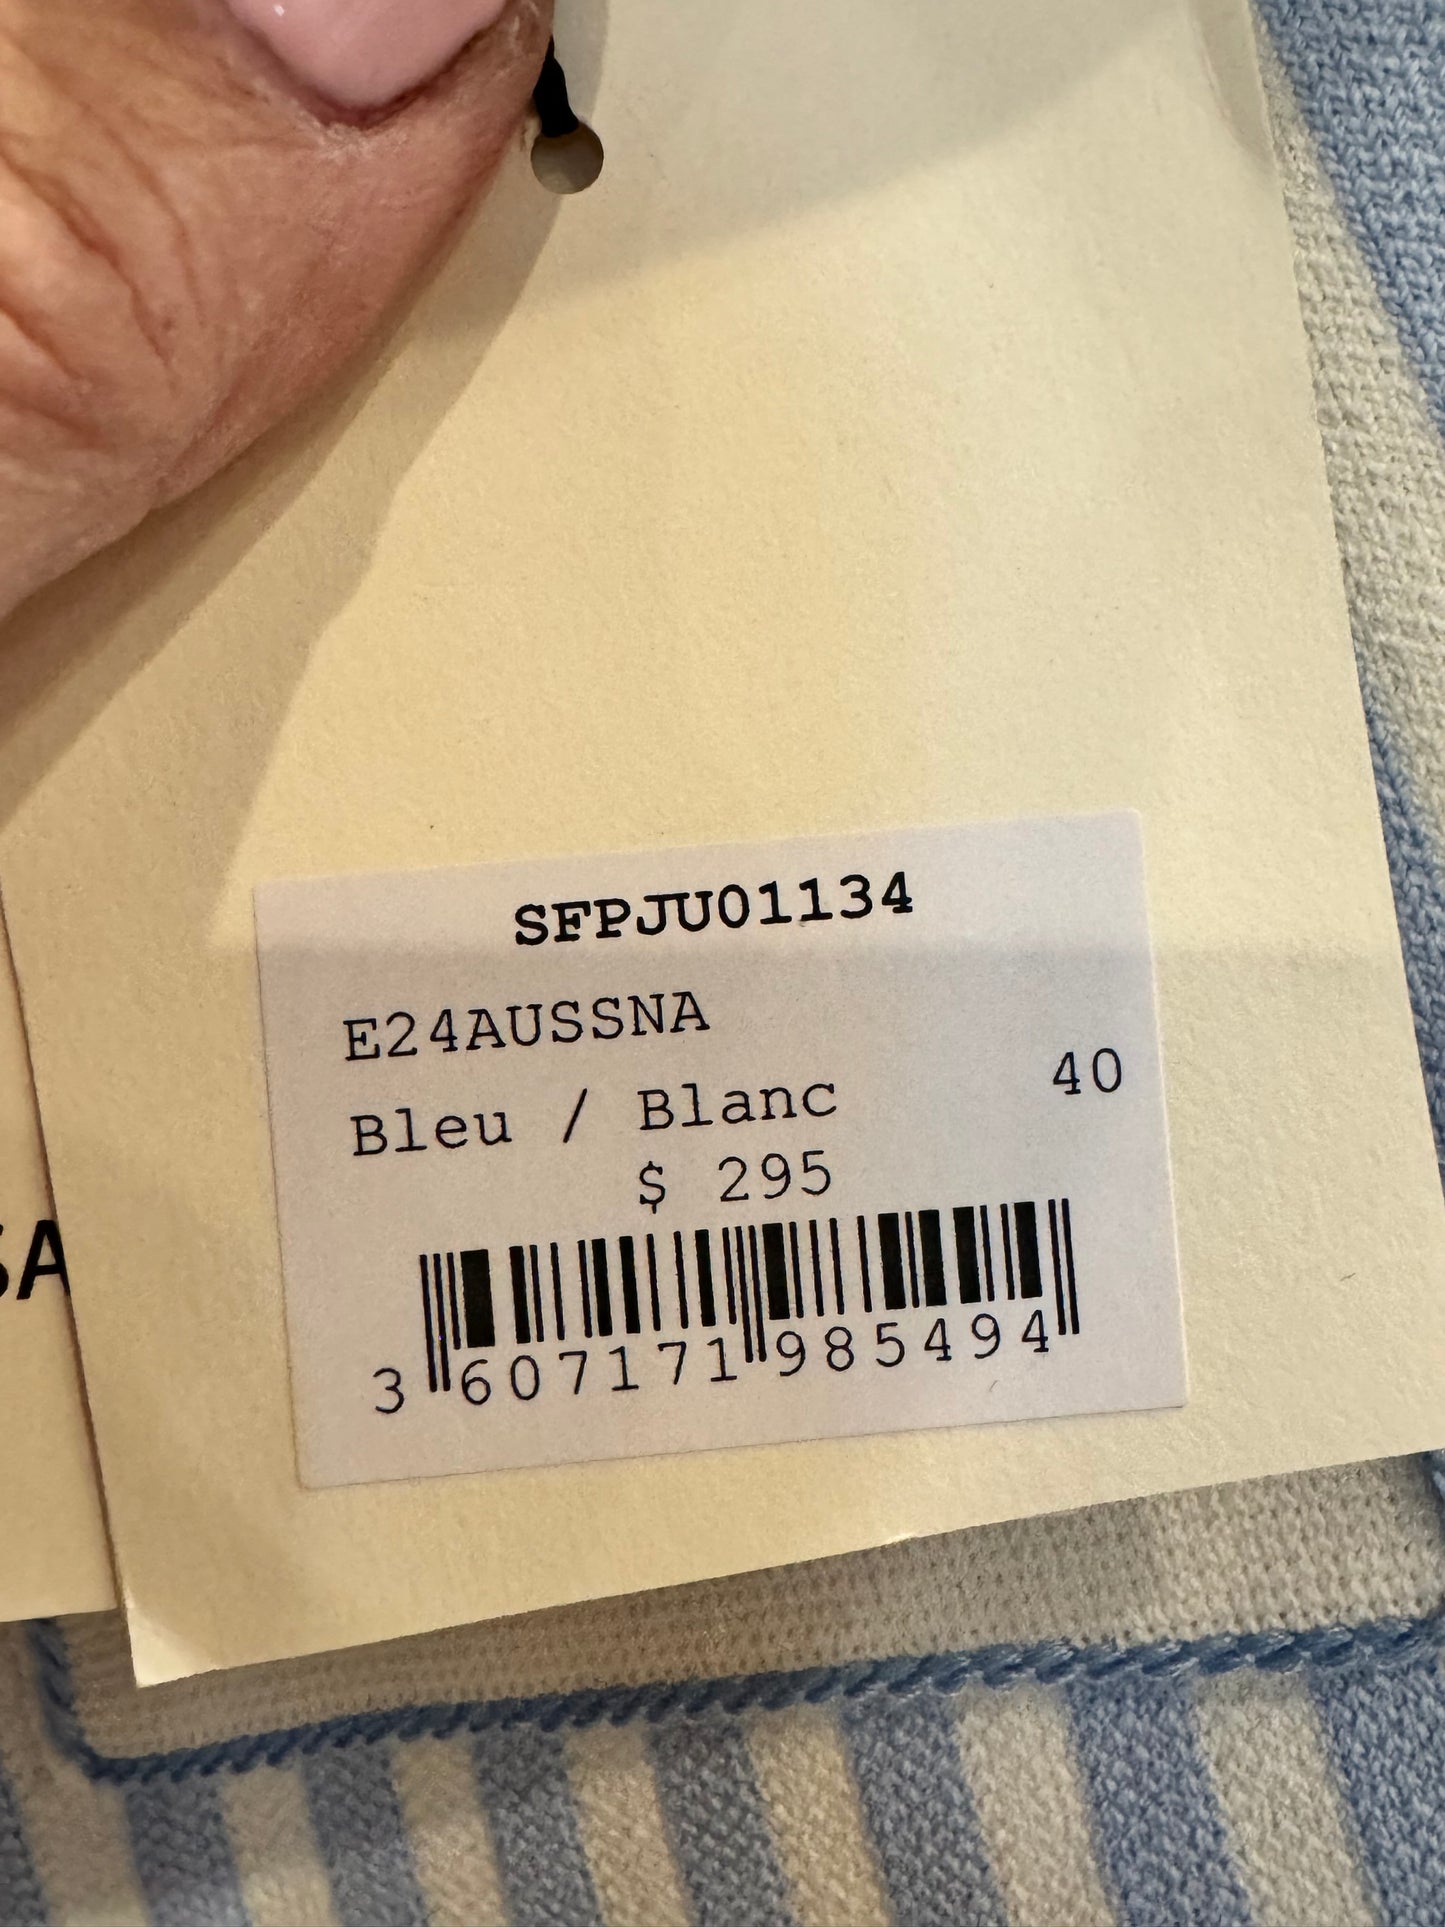 SFPJU01134
E24AUSSNA
Bleu / Blanc 40
$ 295
3 607171 985494